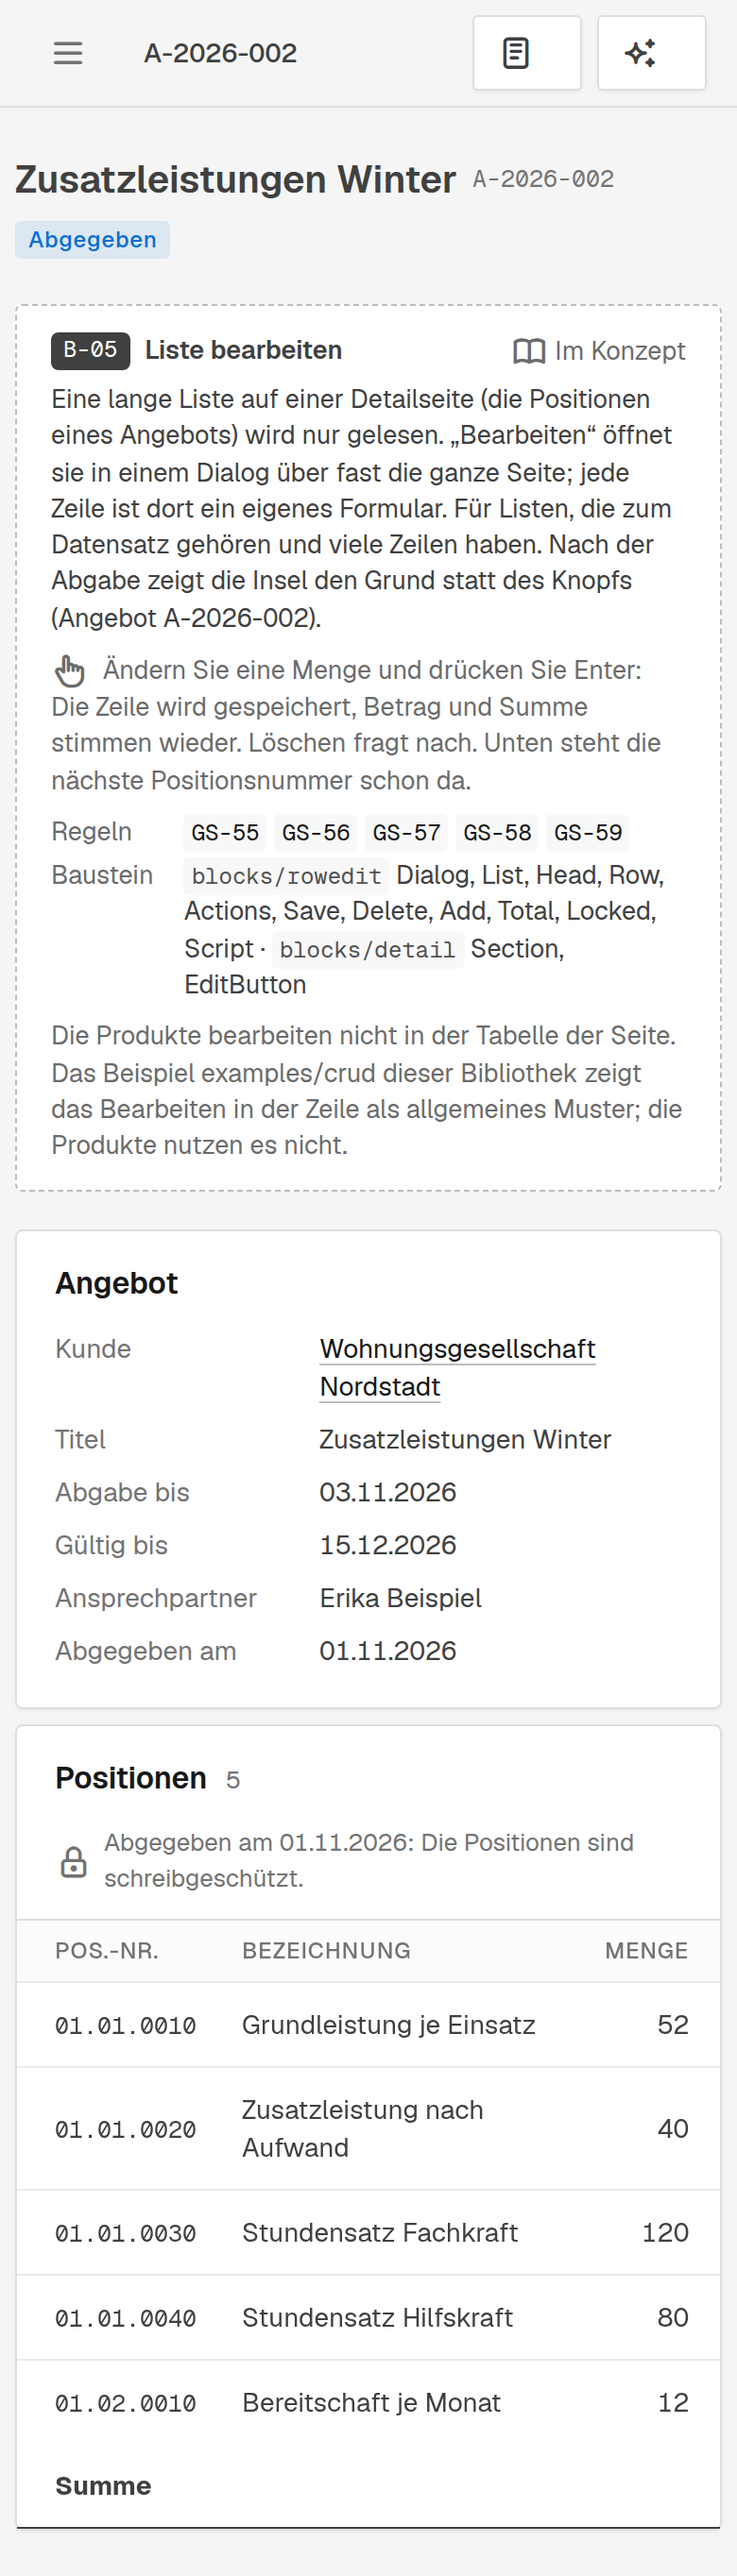 A-2026-002
Zusatzleistungen Winter A-2026-002
Abgegeben
B-05 Liste bearbeiten Im Konzept
Eine lange Liste auf einer Detailseite (die Positionen
eines Angebots) wird nur gelesen. „Bearbeiten“ öffnet
sie in einem Dialog über fast die ganze Seite; jede
Zeile ist dort ein eigenes Formular. Für Listen, die zum
Datensatz gehören und viele Zeilen haben. Nach der
Abgabe zeigt die Insel den Grund statt des Knopfs
(Angebot A-2026-002).
Ändern Sie eine Menge und drücken Sie Enter:
Die Zeile wird gespeichert, Betrag und Summe
stimmen wieder. Löschen fragt nach. Unten steht die
nächste Positionsnummer schon da.
Regeln GS-55 GS-56 GS-57 GS-58 GS-59
Baustein blocks/rowedit Dialog, List, Head, Row,
Actions, Save, Delete, Add, Total, Locked,
Script · blocks/detail Section,
EditButton
Die Produkte bearbeiten nicht in der Tabelle der Seite.
Das Beispiel examples/crud dieser Bibliothek zeigt
das Bearbeiten in der Zeile als allgemeines Muster; die
Produkte nutzen es nicht.
Angebot
Kunde Wohnungsgesellschaft
Nordstadt
Titel Zusatzleistungen Winter
Abgabe bis 03.11.2026
Gültig bis 15.12.2026
Ansprechpartner Erika Beispiel
Abgegeben am 01.11.2026
Positionen 5
Abgegeben am 01.11.2026: Die Positionen sind
schreibgeschützt.
POS.-NR. BEZEICHNUNG MENGE
01.01.0010 Grundleistung je Einsatz 52
01.01.0020 Zusatzleistung nach
Aufwand 40
01.01.0030 Stundensatz Fachkraft 120
01.01.0040 Stundensatz Hilfskraft 80
01.02.0010 Bereitschaft je Monat 12
Summe